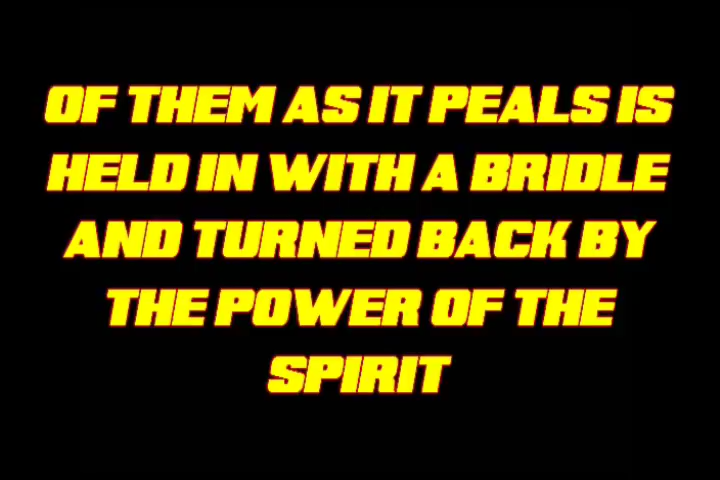 OF THEM AS IT PEALS IS
HELD IN WITH A BRIDLE
AND TURNED BACK BY
THE POWER OF THE
SPIRIT